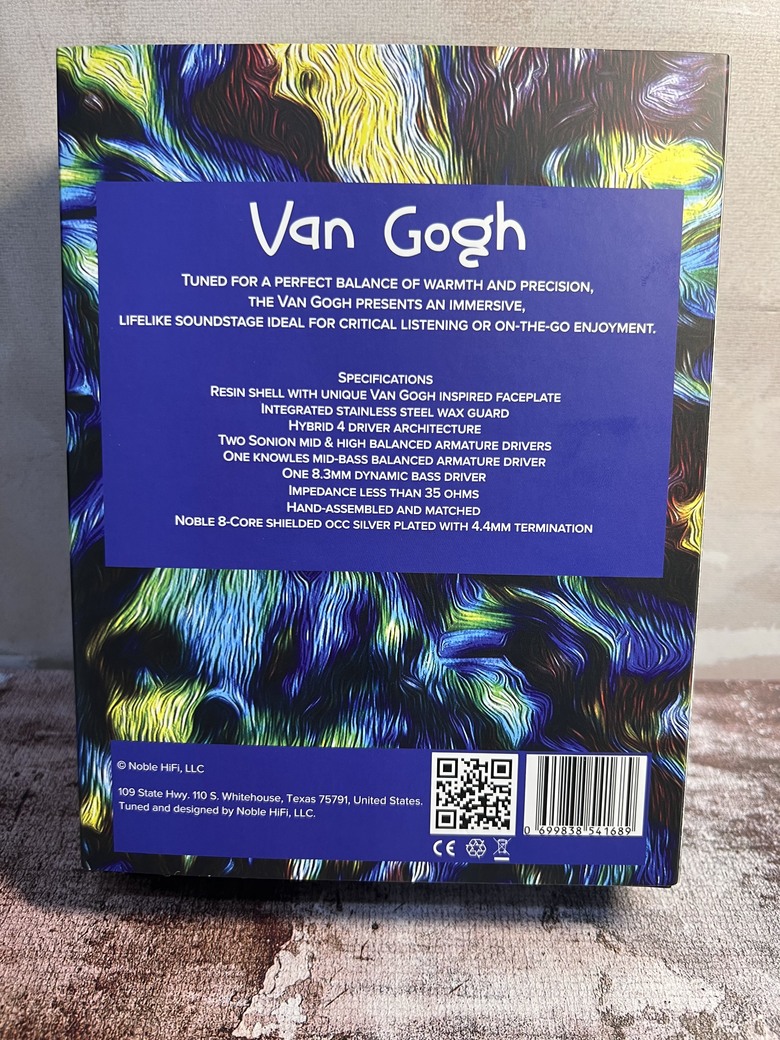 Van Gogh
Tuned for a perfect balance of warmth and precision,
the Van Gogh presents an immersive,
lifelike soundstage ideal for critical listening or on-the-go enjoyment.
Specifications
Resin shell with unique Van Gogh inspired faceplate
Integrated stainless steel wax guard
Hybrid 4 driver architecture
Two Sonion mid & high balanced armature drivers
One knowles mid-bass balanced armature driver
One 8.3mm dynamic bass driver
Impedance less than 35 ohms
Hand-assembled and matched
Noble 8-Core shielded OCC silver plated with 4.4mm termination
© Noble HiFi, LLC
109 State Hwy. 110 S. Whitehouse, Texas 75791, United States.
Tuned and designed by Noble HiFi, LLC.
0 699838 541689
CE